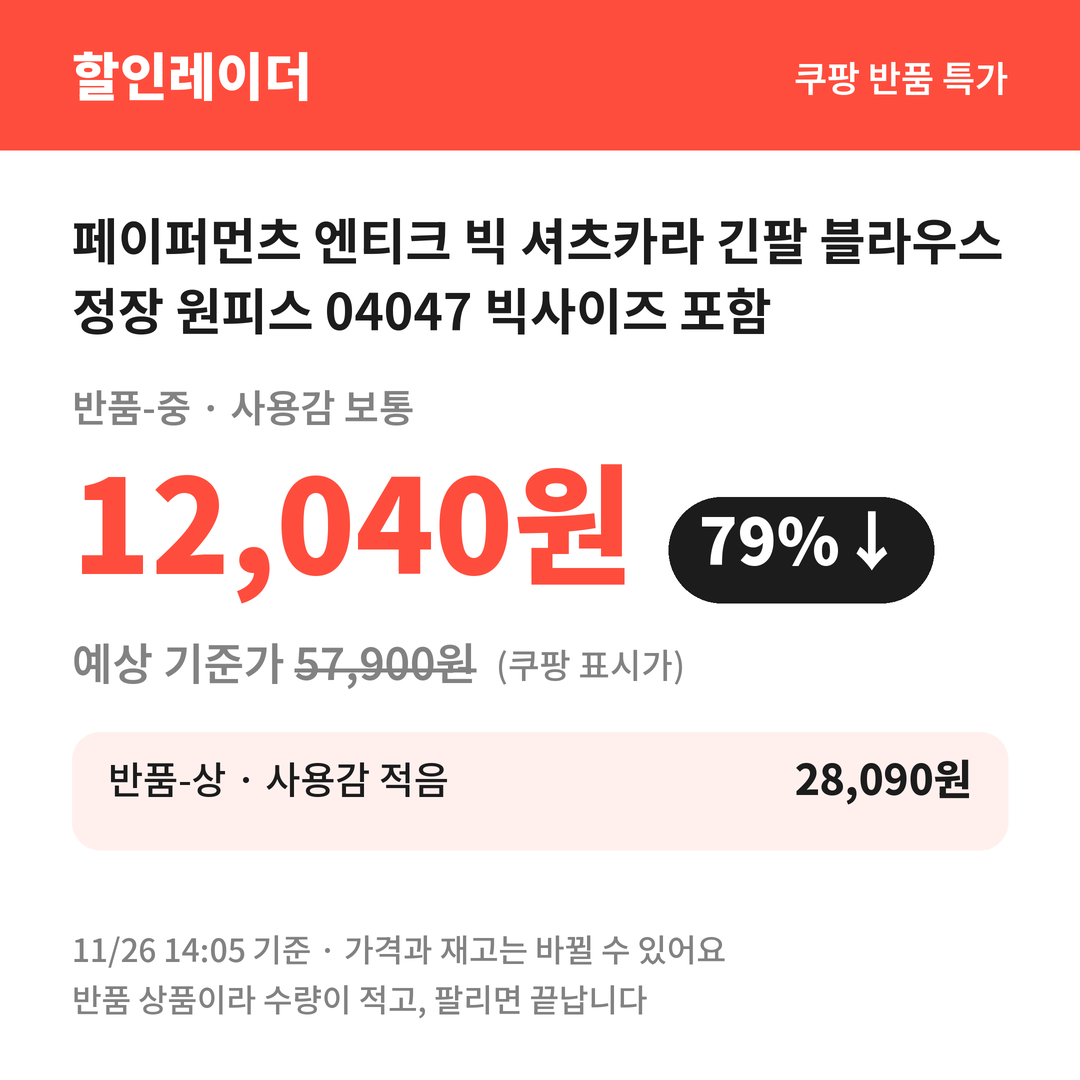 할인레이더
쿠팡 반품 특가
페이퍼먼츠 엔티크 빅 셔츠카라 긴팔 블라우스
정장 원피스 04047 빅사이즈 포함
반품-중 · 사용감 보통
12,040원 79%↓
예상 기준가 57,900원 (쿠팡 표시가)
반품-상 · 사용감 적음 28,090원
11/26 14:05 기준 · 가격과 재고는 바뀔 수 있어요
반품 상품이라 수량이 적고, 팔리면 끝납니다